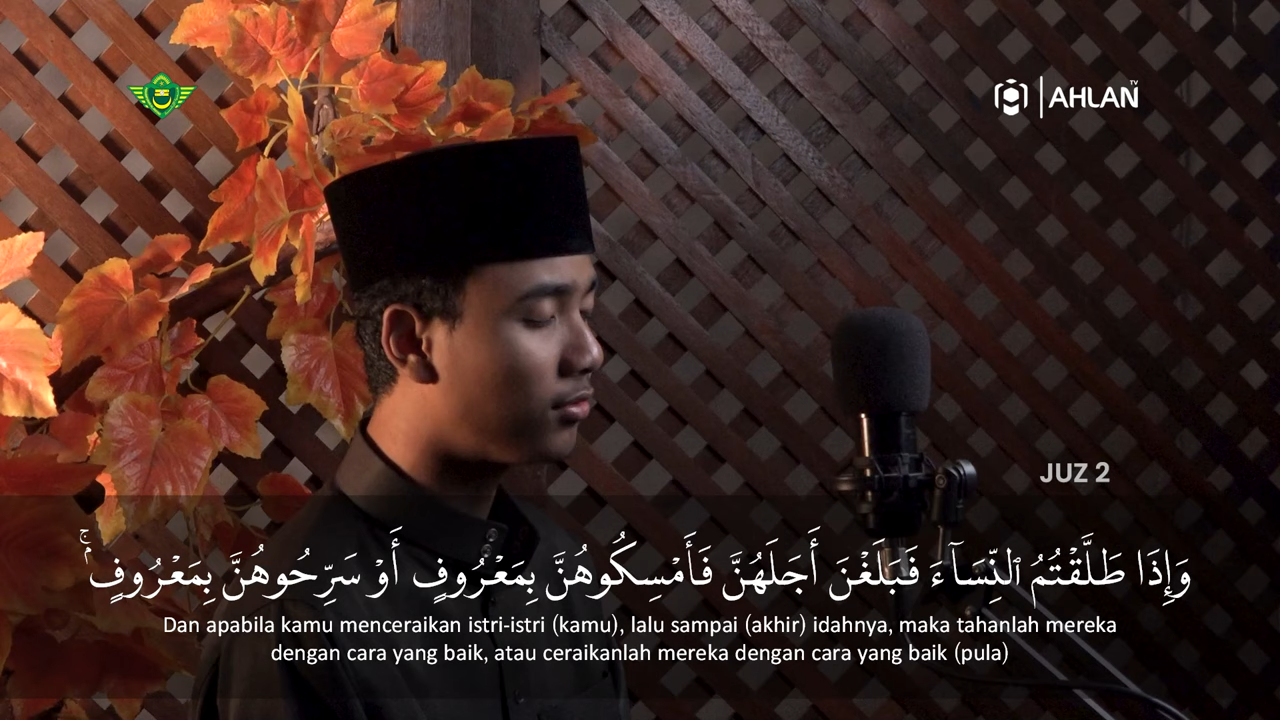 AHLAN TV
JUZ 2
وَإِذَا طَلَّقْتُمُ ٱلنِّسَآءَ فَبَلَغْنَ أَجَلَهُنَّ فَأَمْسِكُوهُنَّ بِمَعْرُوفٍ أَوْ سَرِّحُوهُنَّ بِمَعْرُوفٍۢ ۚ
Dan apabila kamu menceraikan istri-istri (kamu), lalu sampai (akhir) idahnya, maka tahanlah mereka
dengan cara yang baik, atau ceraikanlah mereka dengan cara yang baik (pula)